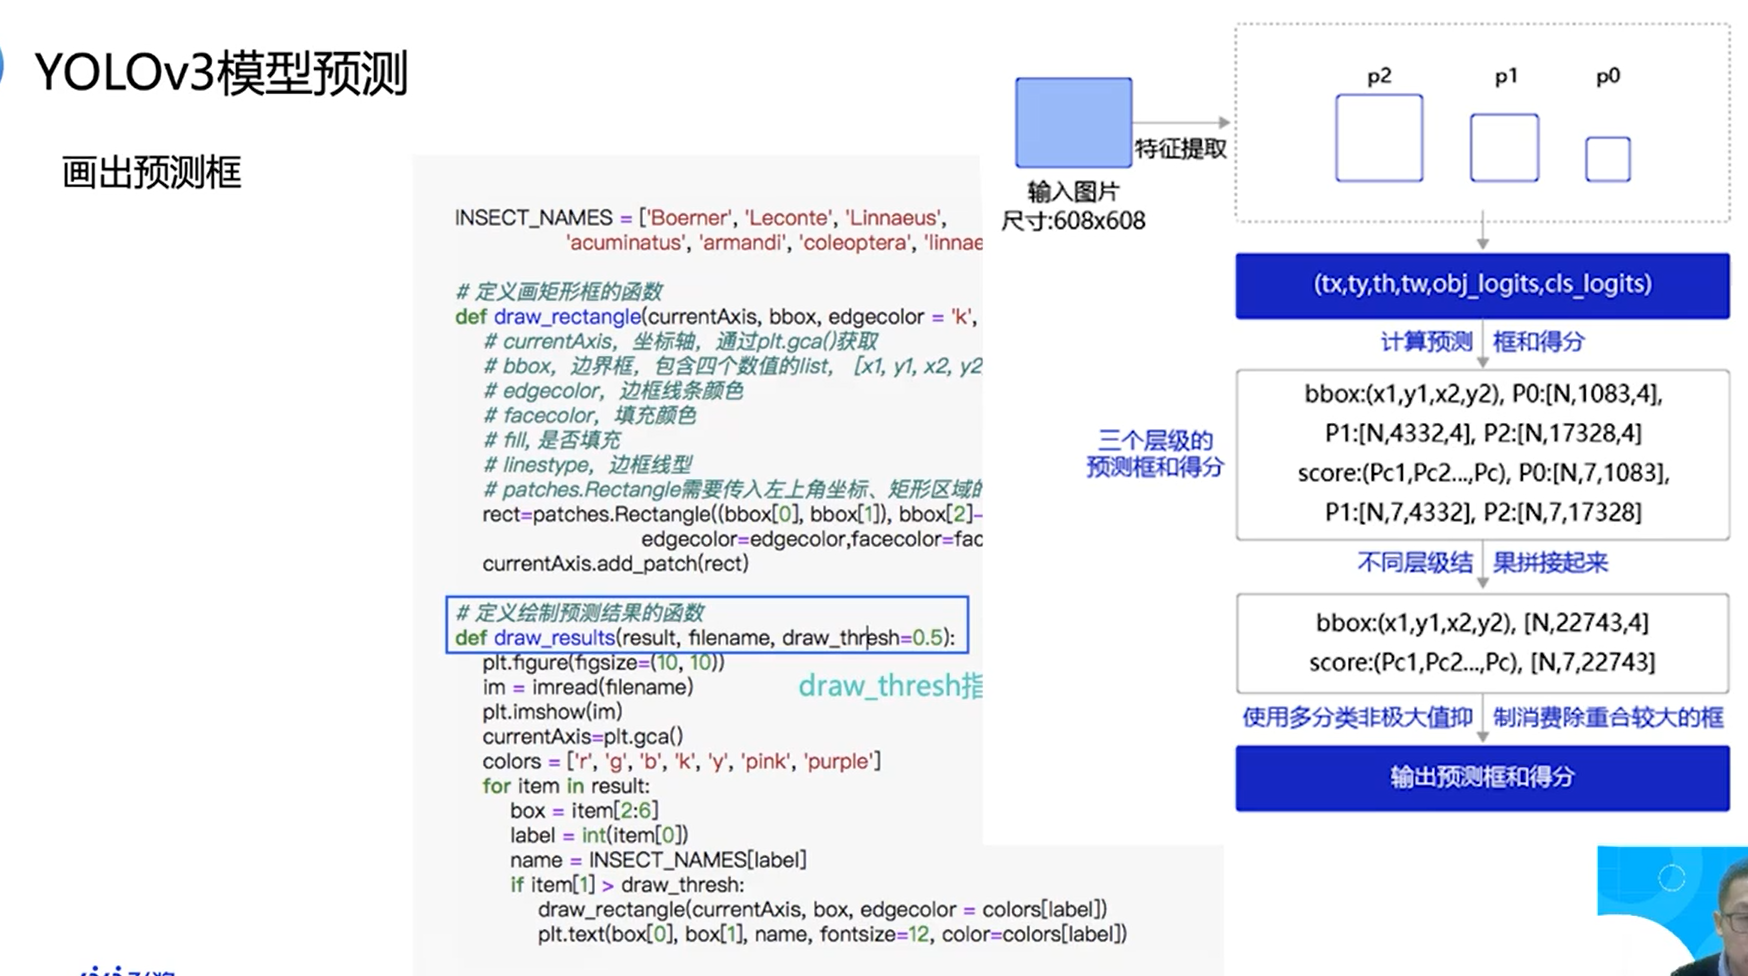 YOLOv3模型预测
画出预测框
INSECT_NAMES = ['Boerner', 'Leconte', 'Linnaeus',
'acuminatus', 'armandi', 'coleoptera', 'linnae
# 定义画矩形框的函数
def draw_rectangle(currentAxis, bbox, edgecolor = 'k',
# currentAxis，坐标轴，通过plt.gca()获取
# bbox，边界框，包含四个数值的list， [x1, y1, x2, y2
# edgecolor，边框线条颜色
# facecolor，填充颜色
# fill, 是否填充
# linestype，边框线型
# patches.Rectangle需要传入左上角坐标、矩形区域的
rect=patches.Rectangle((bbox[0], bbox[1]), bbox[2]-
edgecolor=edgecolor,facecolor=fac
currentAxis.add_patch(rect)
# 定义绘制预测结果的函数
def draw_results(result, filename, draw_thresh=0.5):
plt.figure(figsize=(10, 10))
im = imread(filename)
draw_thresh指
plt.imshow(im)
currentAxis=plt.gca()
colors = ['r', 'g', 'b', 'k', 'y', 'pink', 'purple']
for item in result:
box = item[2:6]
label = int(item[0])
name = INSECT_NAMES[label]
if item[1] > draw_thresh:
draw_rectangle(currentAxis, box, edgecolor = colors[label])
plt.text(box[0], box[1], name, fontsize=12, color=colors[label])
p2 p1 p0
特征提取
输入图片
尺寸:608x608
(tx,ty,th,tw,obj_logits,cls_logits)
计算预测 框和得分
三个层级的
预测框和得分
bbox:(x1,y1,x2,y2), P0:[N,1083,4],
P1:[N,4332,4], P2:[N,17328,4]
score:(Pc1,Pc2...,Pc), P0:[N,7,1083],
P1:[N,7,4332], P2:[N,7,17328]
不同层级结 果拼接起来
bbox:(x1,y1,x2,y2), [N,22743,4]
score:(Pc1,Pc2...,Pc), [N,7,22743]
使用多分类非极大值抑 制消费除重合较大的框
输出预测框和得分